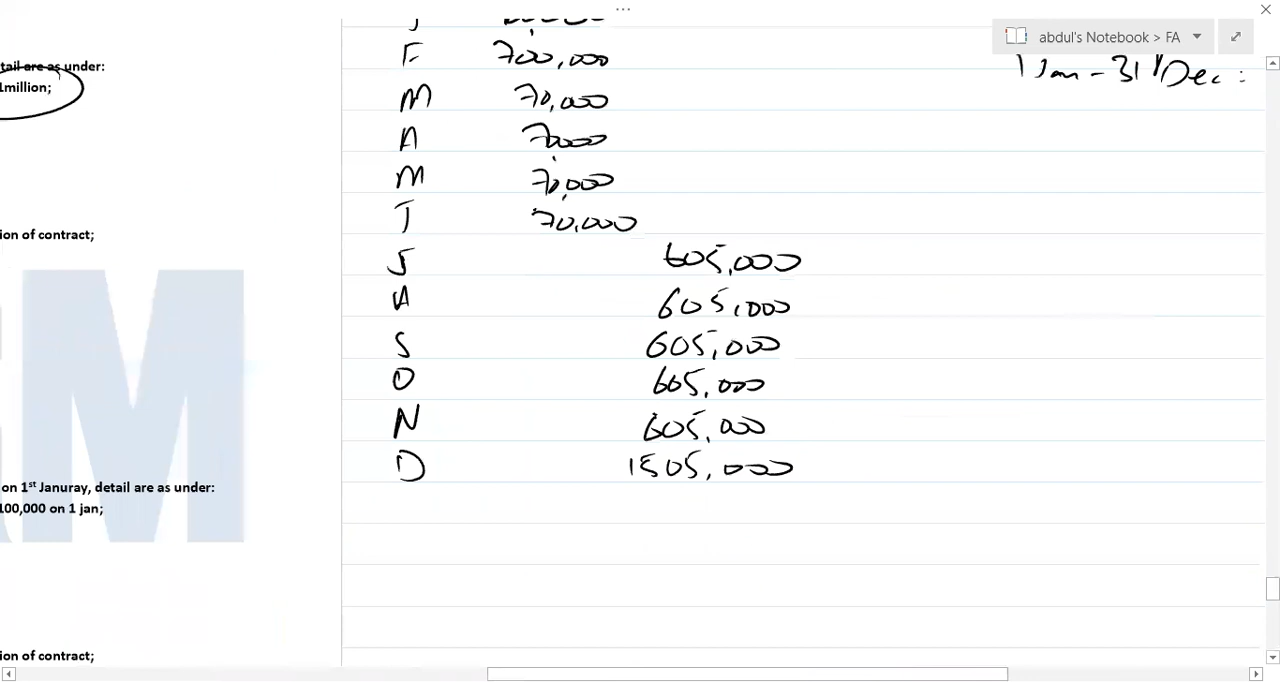 abdul's Notebook > FA
1 Jan - 31 Dec :
tail are as under:
1million;
F 700,000
M 70,000
A 70,000
M 70,000
J 70,000
ion of contract;
J 605,000
A 605,000
S 605,000
O 605,000
N 605,000
D 1505,000
on 1st Januray, detail are as under:
100,000 on 1 jan;
ion of contract;